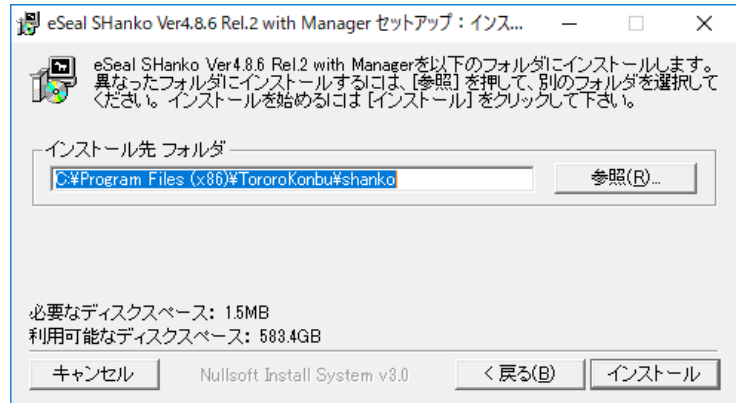 eSeal SHanko Ver4.8.6 Rel.2 with Manager セットアップ：インス...
eSeal SHanko Ver4.8.6 Rel.2 with Managerを以下のフォルダにインストールします。
異なったフォルダにインストールするには、[参照] を押して、別のフォルダを選択して
ください。インストールを始めるには [インストール] をクリックして下さい。
インストール先 フォルダ
C:¥Program Files (x86)¥TororoKonbu¥shanko
参照(R)...
必要なディスクスペース: 1.5MB
利用可能なディスクスペース: 583.4GB
キャンセル
Nullsoft Install System v3.0
< 戻る(B)
インストール